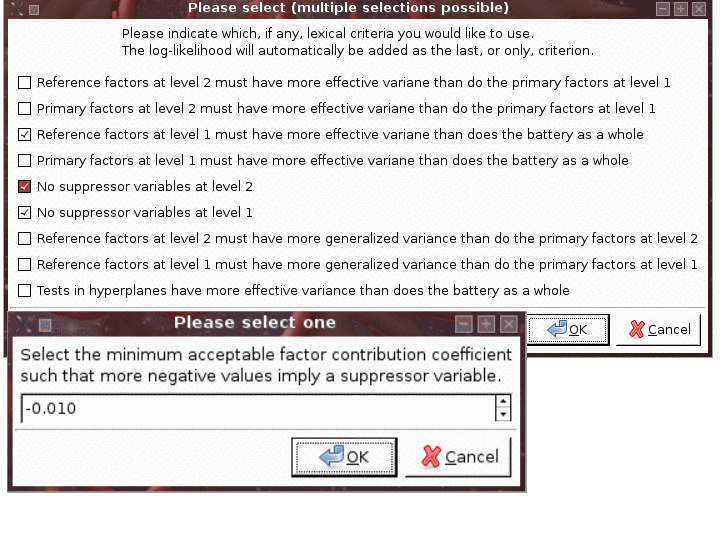 Please select (multiple selections possible)
Please indicate which, if any, lexical criteria you would like to use.
The log-likelihood will automatically be added as the last, or only, criterion.
Reference factors at level 2 must have more effective variane than do the primary factors at level 1
Primary factors at level 2 must have more effective variane than do the primary factors at level 1
Reference factors at level 1 must have more effective variane than does the battery as a whole
Primary factors at level 1 must have more effective variane than does the battery as a whole
No suppressor variables at level 2
No suppressor variables at level 1
Reference factors at level 2 must have more generalized variance than do the primary factors at level 2
Reference factors at level 1 must have more generalized variance than do the primary factors at level 1
Tests in hyperplanes have more effective variance than does the battery as a whole
OK Cancel
Please select one
Select the minimum acceptable factor contribution coefficient
such that more negative values imply a suppressor variable.
-0.010
OK Cancel